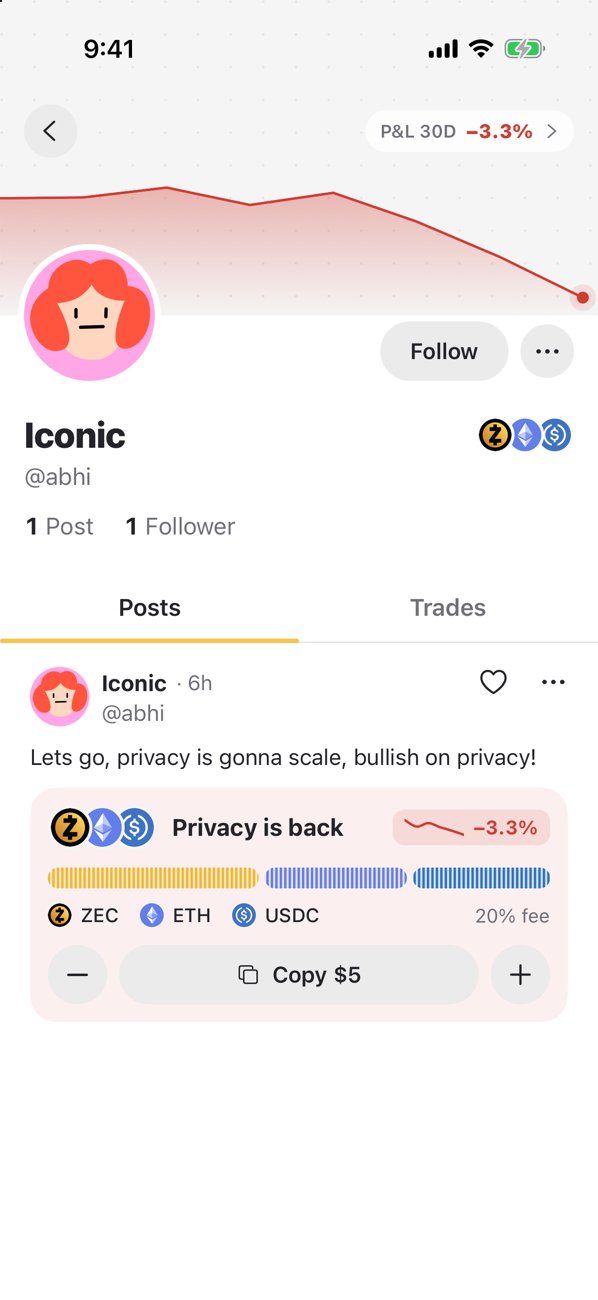 9:41
P&L 30D −3.3%
Follow
Iconic
@abhi
1 Post 1 Follower
Posts Trades
Iconic · 6h
@abhi
Lets go, privacy is gonna scale, bullish on privacy!
Privacy is back −3.3%
ZEC ETH USDC 20% fee
Copy $5